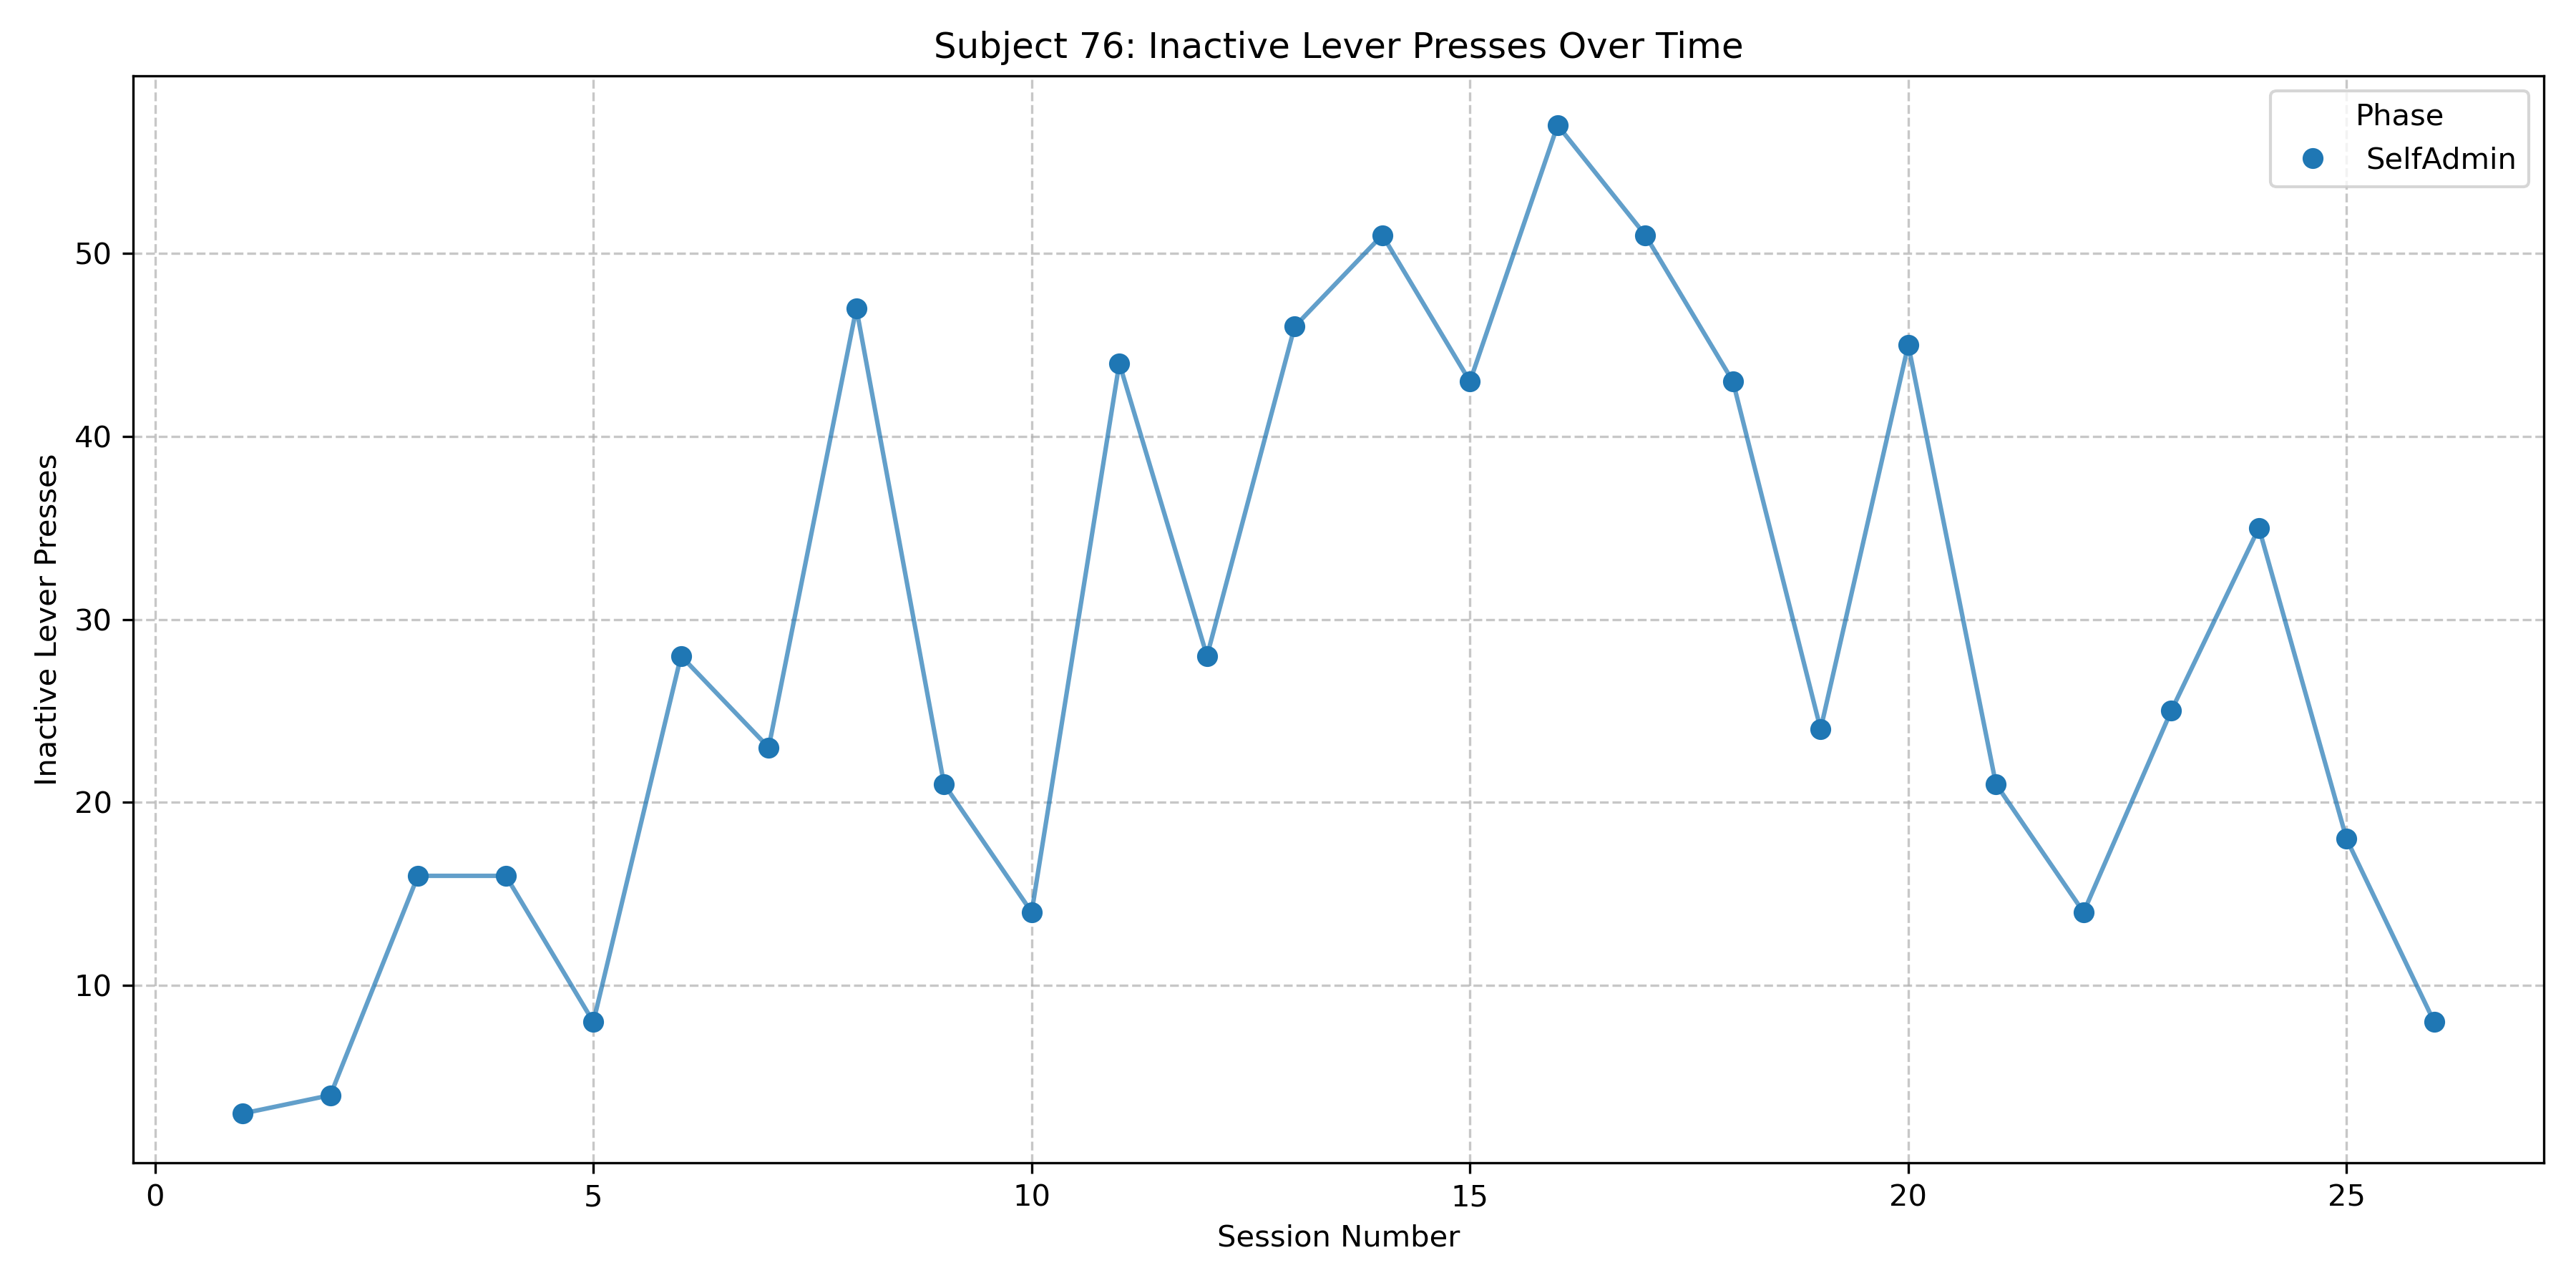 Subject 76: Inactive Lever Presses Over Time
Phase
SelfAdmin
Inactive Lever Presses
50
40
30
20
10
0 5 10 15 20 25
Session Number